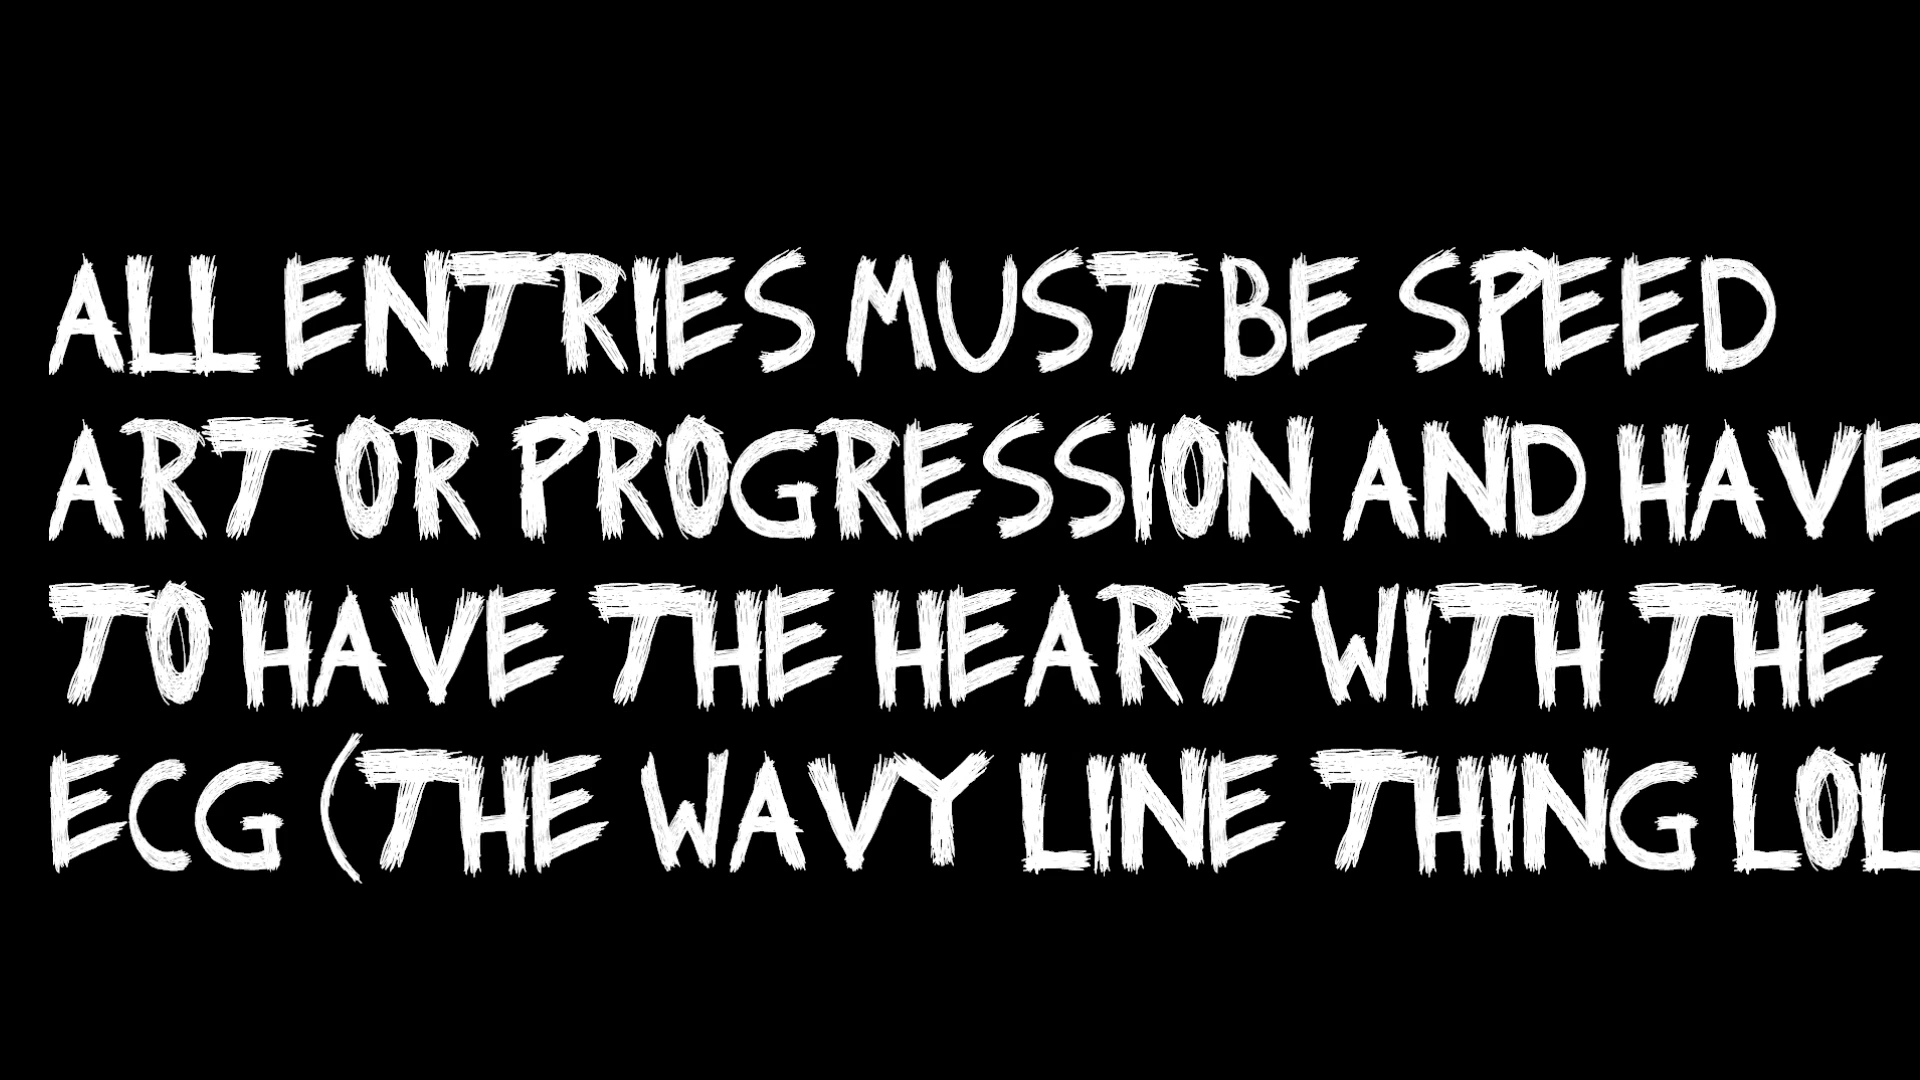 ALL ENTRIES MUST BE SPEED
ART OR PROGRESSION AND HAVE
TO HAVE THE HEART WITH THE
ECG (THE WAVY LINE THING LOL